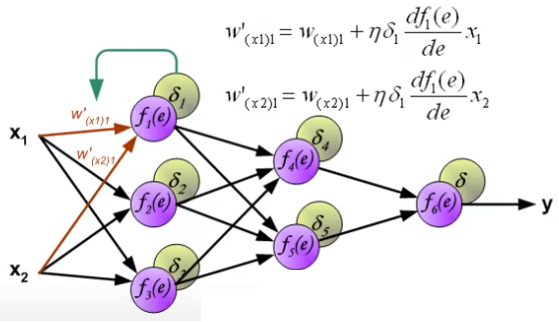 w'(x1)1 = w(x1)1 + ηδ1 df1(e)/de x1
w'(x2)1 = w(x2)1 + ηδ1 df1(e)/de x2
δ1
w'(x1)1
f1(e)
x1
w'(x2)1
δ4
f4(e)
δ2
f2(e)
δ
f6(e)
y
δ5
f5(e)
x2
δ3
f3(e)